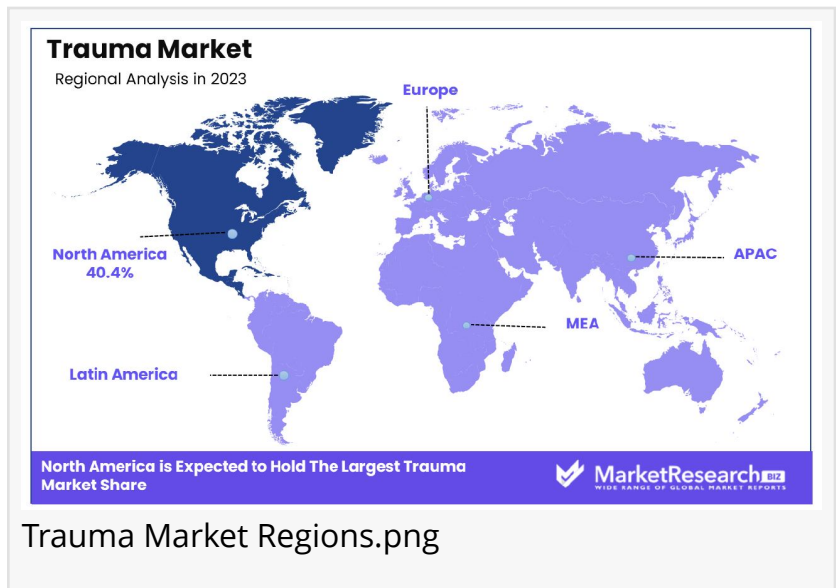 Trauma Market
Regional Analysis in 2023
Europe
North America
40.4%
APAC
MEA
Latin America
North America is Expected to Hold The Largest Trauma
Market Share
MarketResearch BIZ
WIDE RANGE OF GLOBAL MARKET REPORTS
Trauma Market Regions.png